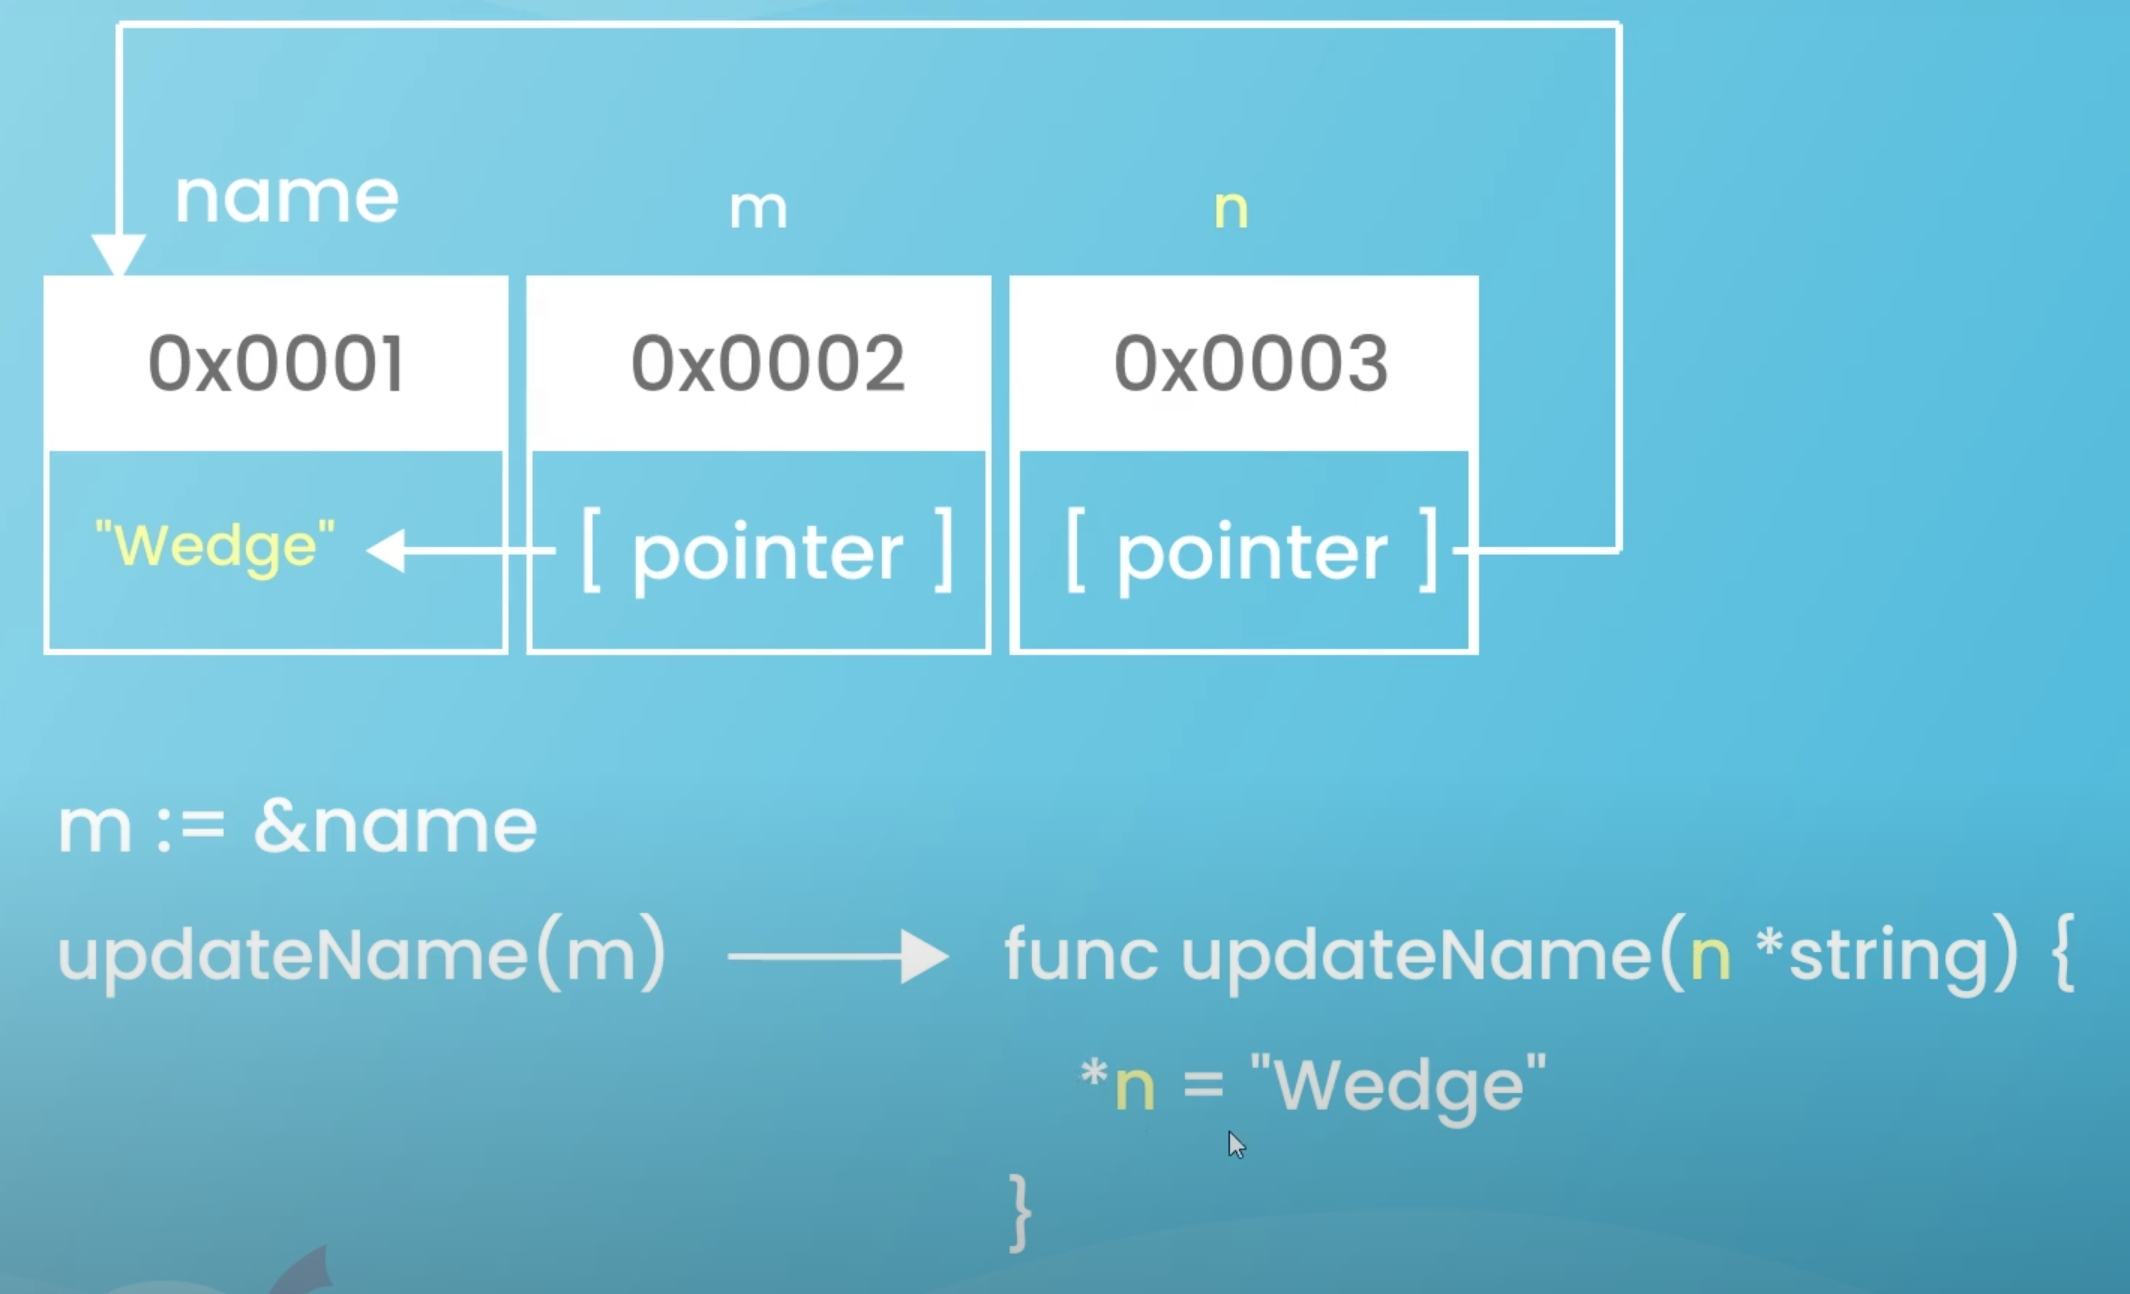 name m n
0x0001 0x0002 0x0003
"Wedge" [ pointer ] [ pointer ]
m := &name
updateName(m) func updateName(n *string) {
*n = "Wedge"
}